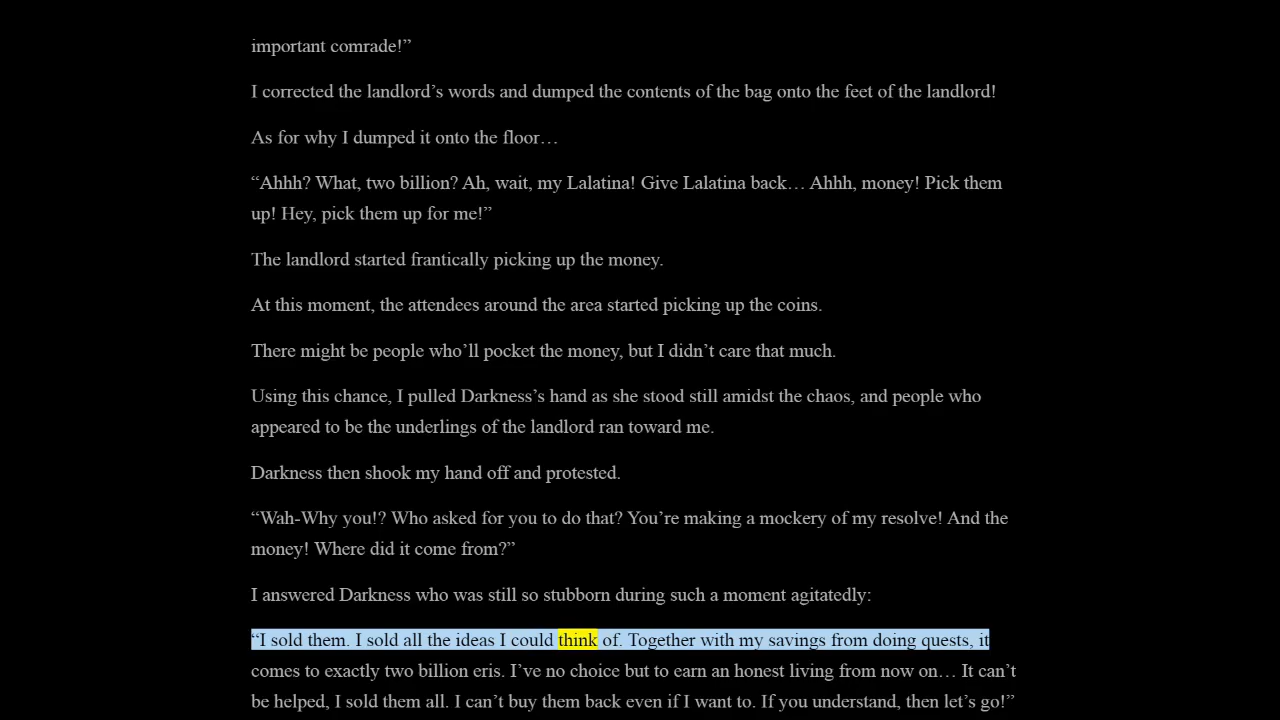 important comrade!”
I corrected the landlord’s words and dumped the contents of the bag onto the feet of the landlord!
As for why I dumped it onto the floor…
“Ahhh? What, two billion? Ah, wait, my Lalatina! Give Lalatina back… Ahhh, money! Pick them
up! Hey, pick them up for me!”
The landlord started frantically picking up the money.
At this moment, the attendees around the area started picking up the coins.
There might be people who’ll pocket the money, but I didn’t care that much.
Using this chance, I pulled Darkness’s hand as she stood still amidst the chaos, and people who
appeared to be the underlings of the landlord ran toward me.
Darkness then shook my hand off and protested.
“Wah-Why you!? Who asked for you to do that? You’re making a mockery of my resolve! And the
money! Where did it come from?”
I answered Darkness who was still so stubborn during such a moment agitatedly:
“I sold them. I sold all the ideas I could think of. Together with my savings from doing quests, it
comes to exactly two billion eris. I’ve no choice but to earn an honest living from now on… It can’t
be helped, I sold them all. I can’t buy them back even if I want to. If you understand, then let’s go!”